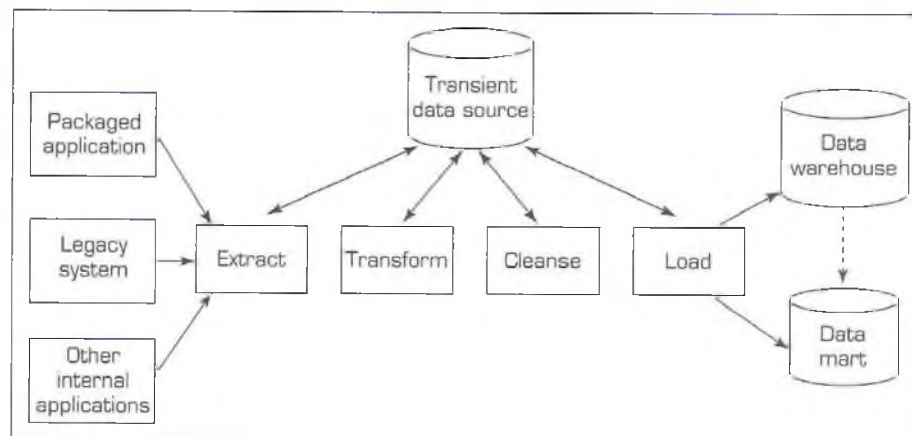 Transient
data source
Packaged
application
Data
warehouse
Legacy
system
Extract
Transform
Cleanse
Load
Other
internal
applications
Data
mart